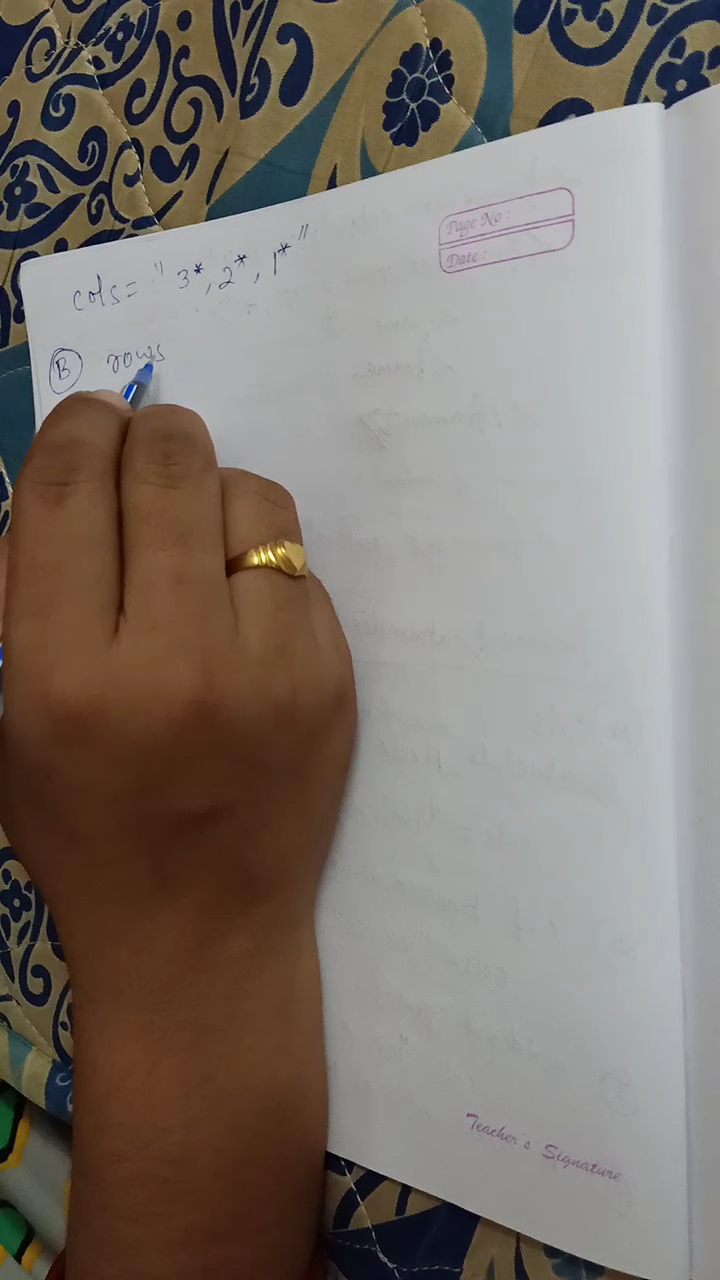 Page No :
Date :
cols= " 3*, 2*, 1* "
B rows
Teacher's Signature